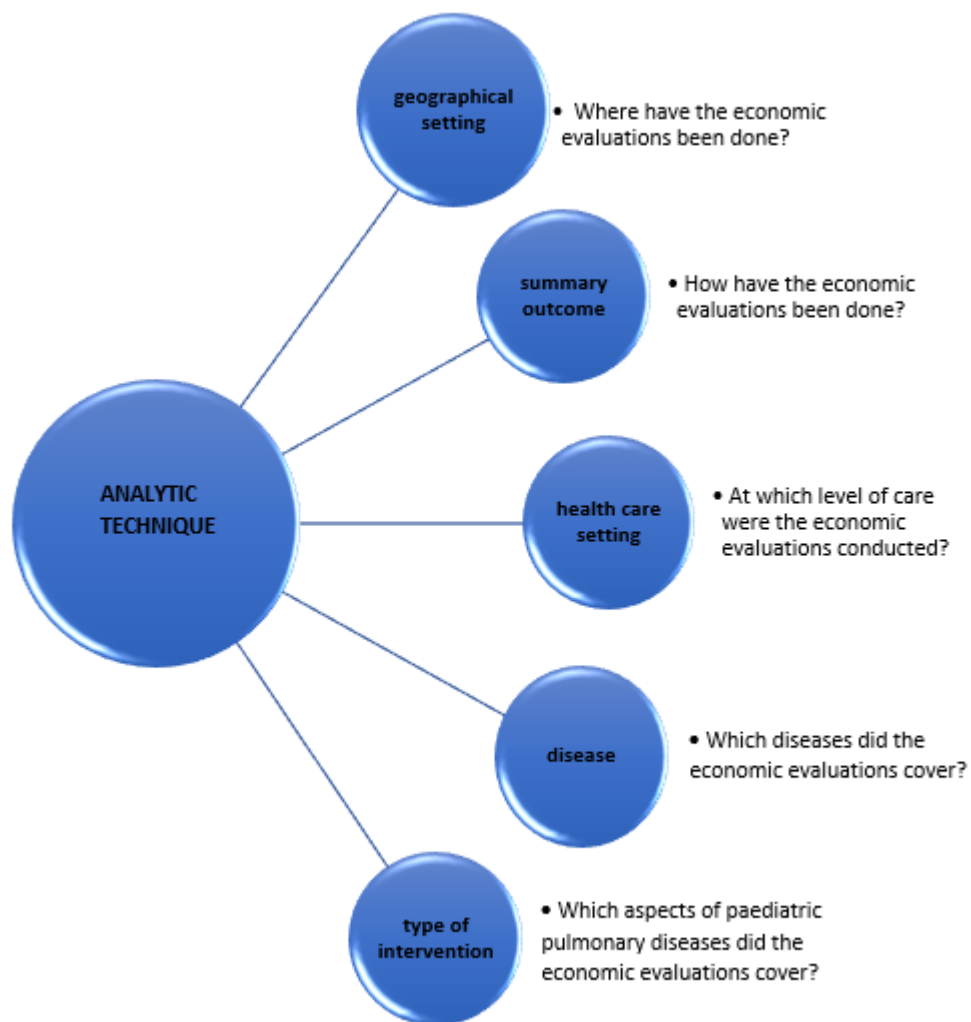 geographical
setting
• Where have the economic
evaluations been done?
summary
outcome
• How have the economic
evaluations been done?
ANALYTIC
TECHNIQUE
health care
setting
• At which level of care
were the economic
evaluations conducted?
disease
• Which diseases did the
economic evaluations cover?
type of
intervention
• Which aspects of paediatric
pulmonary diseases did the
economic evaluations cover?